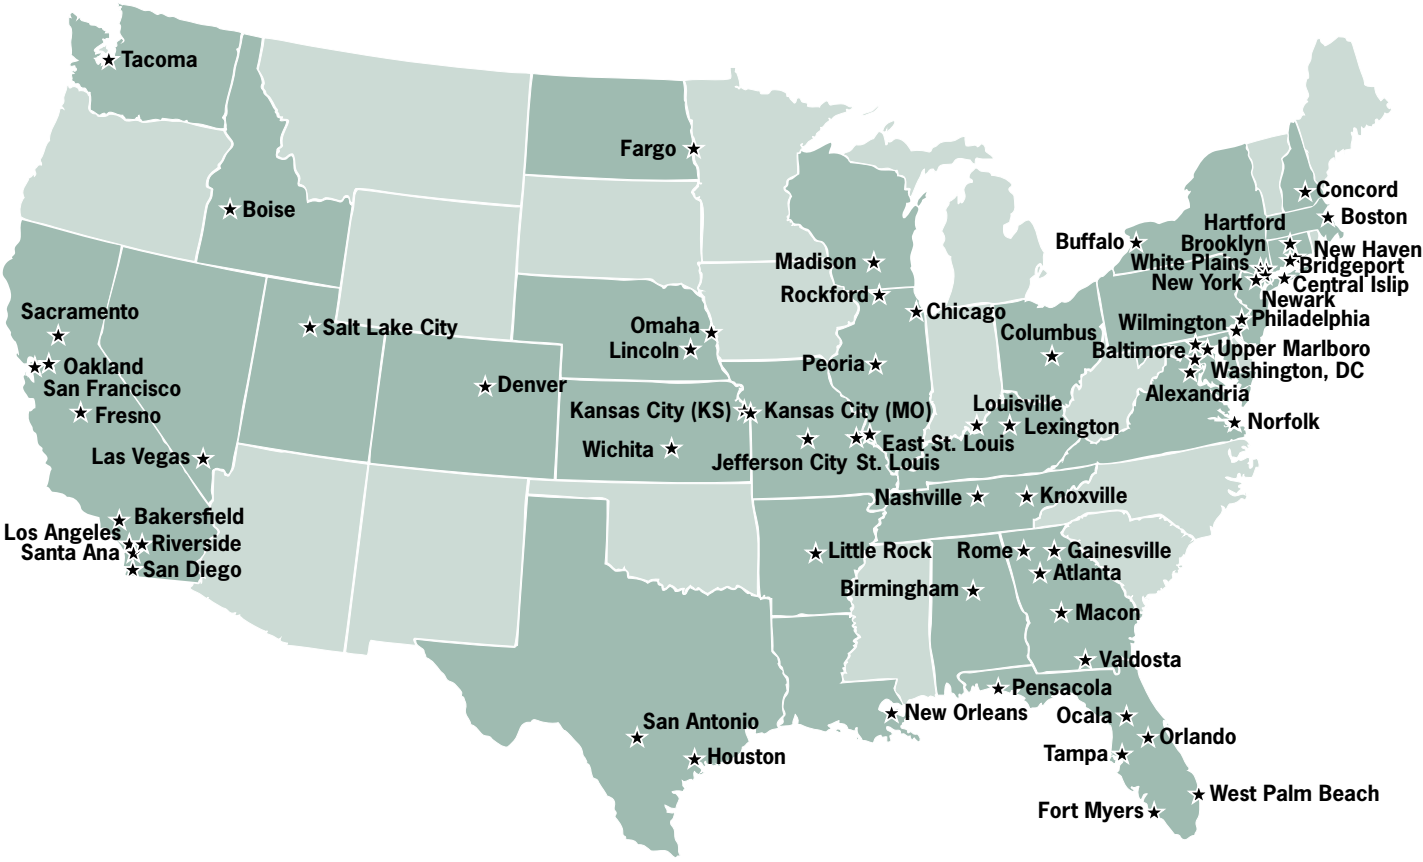 Tacoma
Fargo
Boise
Concord
Boston
Hartford
Buffalo
Brooklyn
New Haven
White Plains
Bridgeport
New York
Central Islip
Newark
Madison
Rockford
Chicago
Sacramento
Salt Lake City
Omaha
Lincoln
Columbus
Wilmington
Philadelphia
Baltimore
Upper Marlboro
Washington, DC
Alexandria
Oakland
San Francisco
Fresno
Peoria
Denver
Kansas City (KS)
Kansas City (MO)
Louisville
Lexington
Norfolk
Las Vegas
Wichita
East St. Louis
Jefferson City
St. Louis
Nashville
Knoxville
Bakersfield
Los Angeles
Riverside
Santa Ana
San Diego
Little Rock
Rome
Gainesville
Atlanta
Birmingham
Macon
Valdosta
Pensacola
New Orleans
Ocala
San Antonio
Orlando
Houston
Tampa
West Palm Beach
Fort Myers